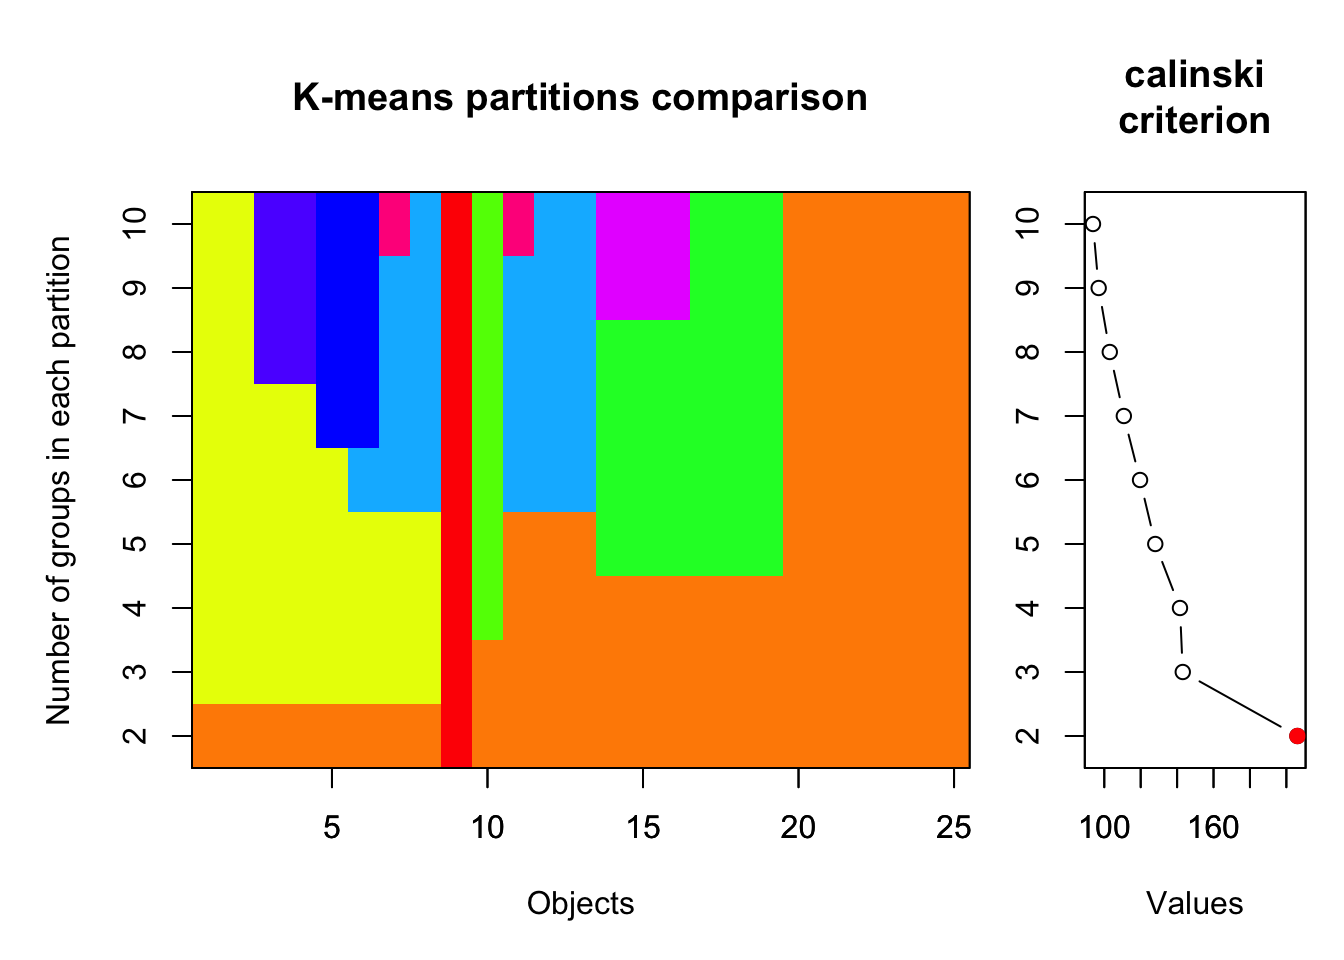 K-means partitions comparison
calinski
criterion
Number of groups in each partition
10
9
8
7
6
5
4
3
2
5 10 15 20 25
Objects
10
9
8
7
6
5
4
3
2
100 160
Values